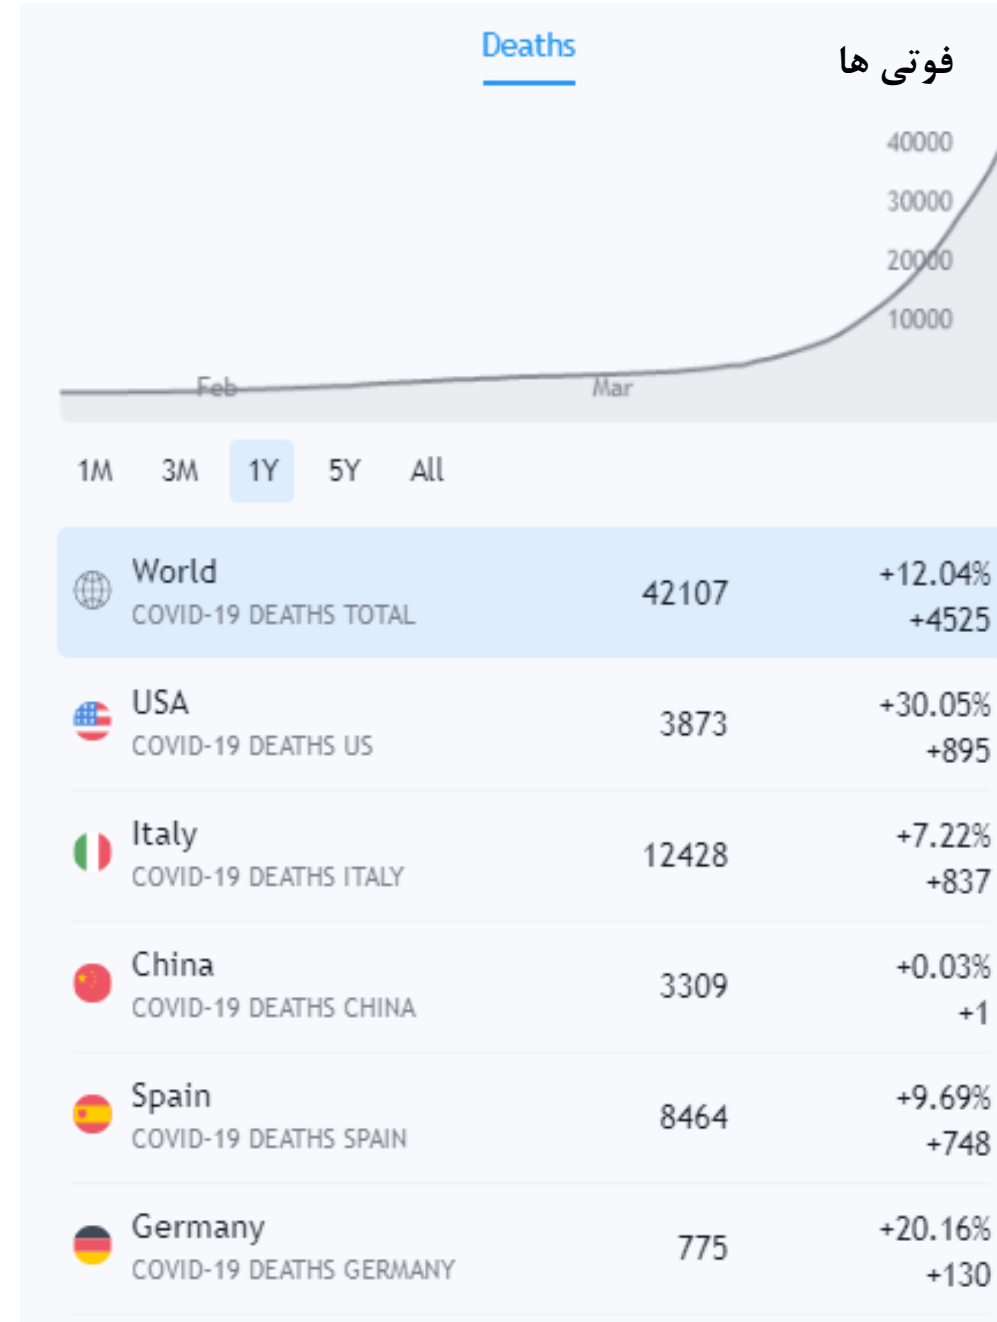 Deaths
فوتی ها
40000
30000
20000
10000
Feb
Mar
1M 3M 1Y 5Y All
World
COVID-19 DEATHS TOTAL
42107
+12.04%
+4525
USA
COVID-19 DEATHS US
3873
+30.05%
+895
Italy
COVID-19 DEATHS ITALY
12428
+7.22%
+837
China
COVID-19 DEATHS CHINA
3309
+0.03%
+1
Spain
COVID-19 DEATHS SPAIN
8464
+9.69%
+748
Germany
COVID-19 DEATHS GERMANY
775
+20.16%
+130